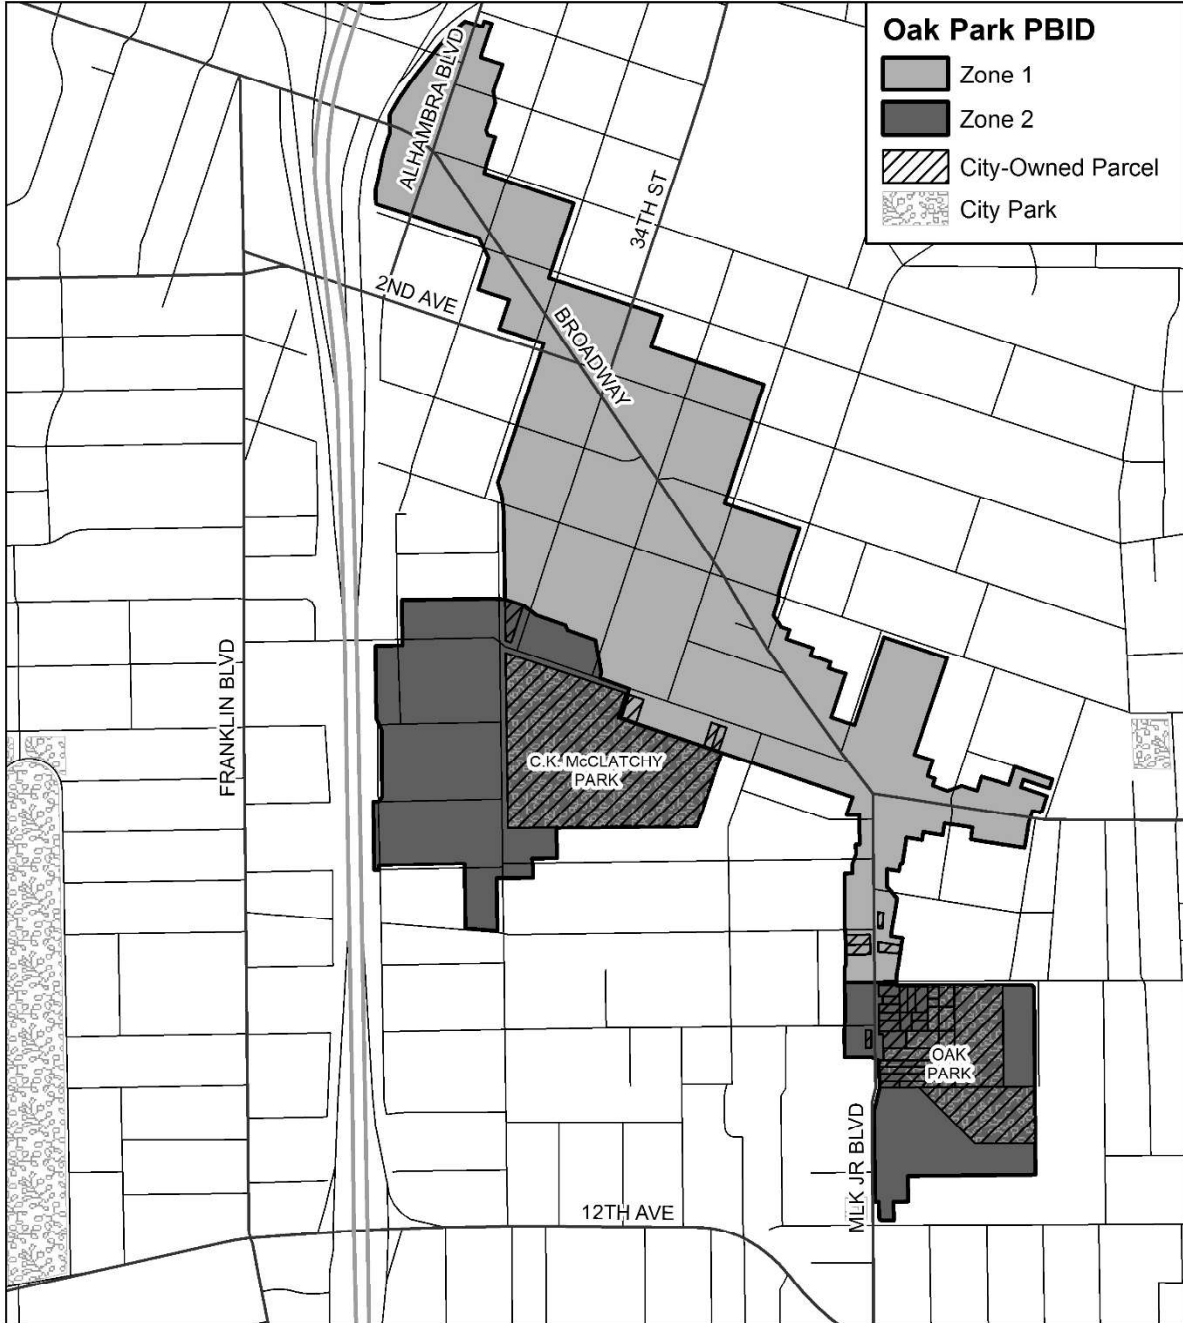 Oak Park PBID
Zone 1
Zone 2
City-Owned Parcel
City Park
ALHAMBRA BLVD
34TH ST
2ND AVE
BROADWAY
FRANKLIN BLVD
C.K. McCLATCHY
PARK
OAK
PARK
MLK JR BLVD
12TH AVE